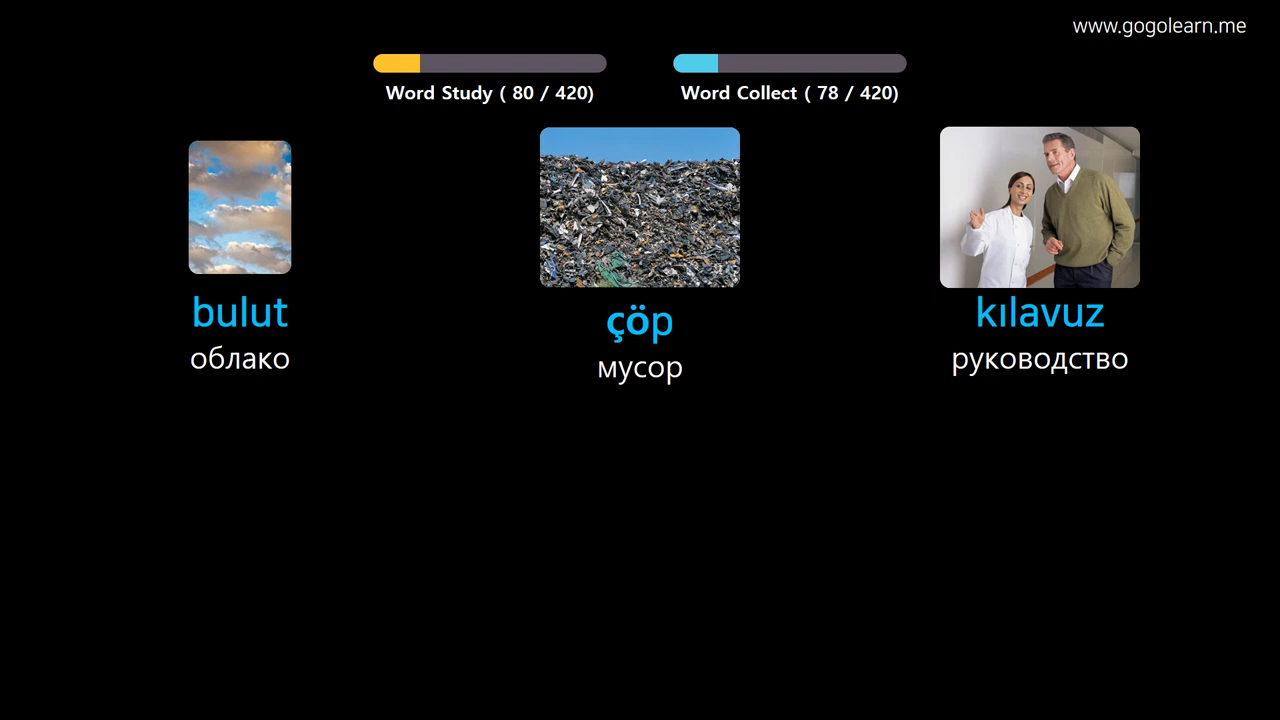 www.gogolearn.me
Word Study ( 80 / 420)
Word Collect ( 78 / 420)
bulut
облако
çöp
мусор
kılavuz
руководство